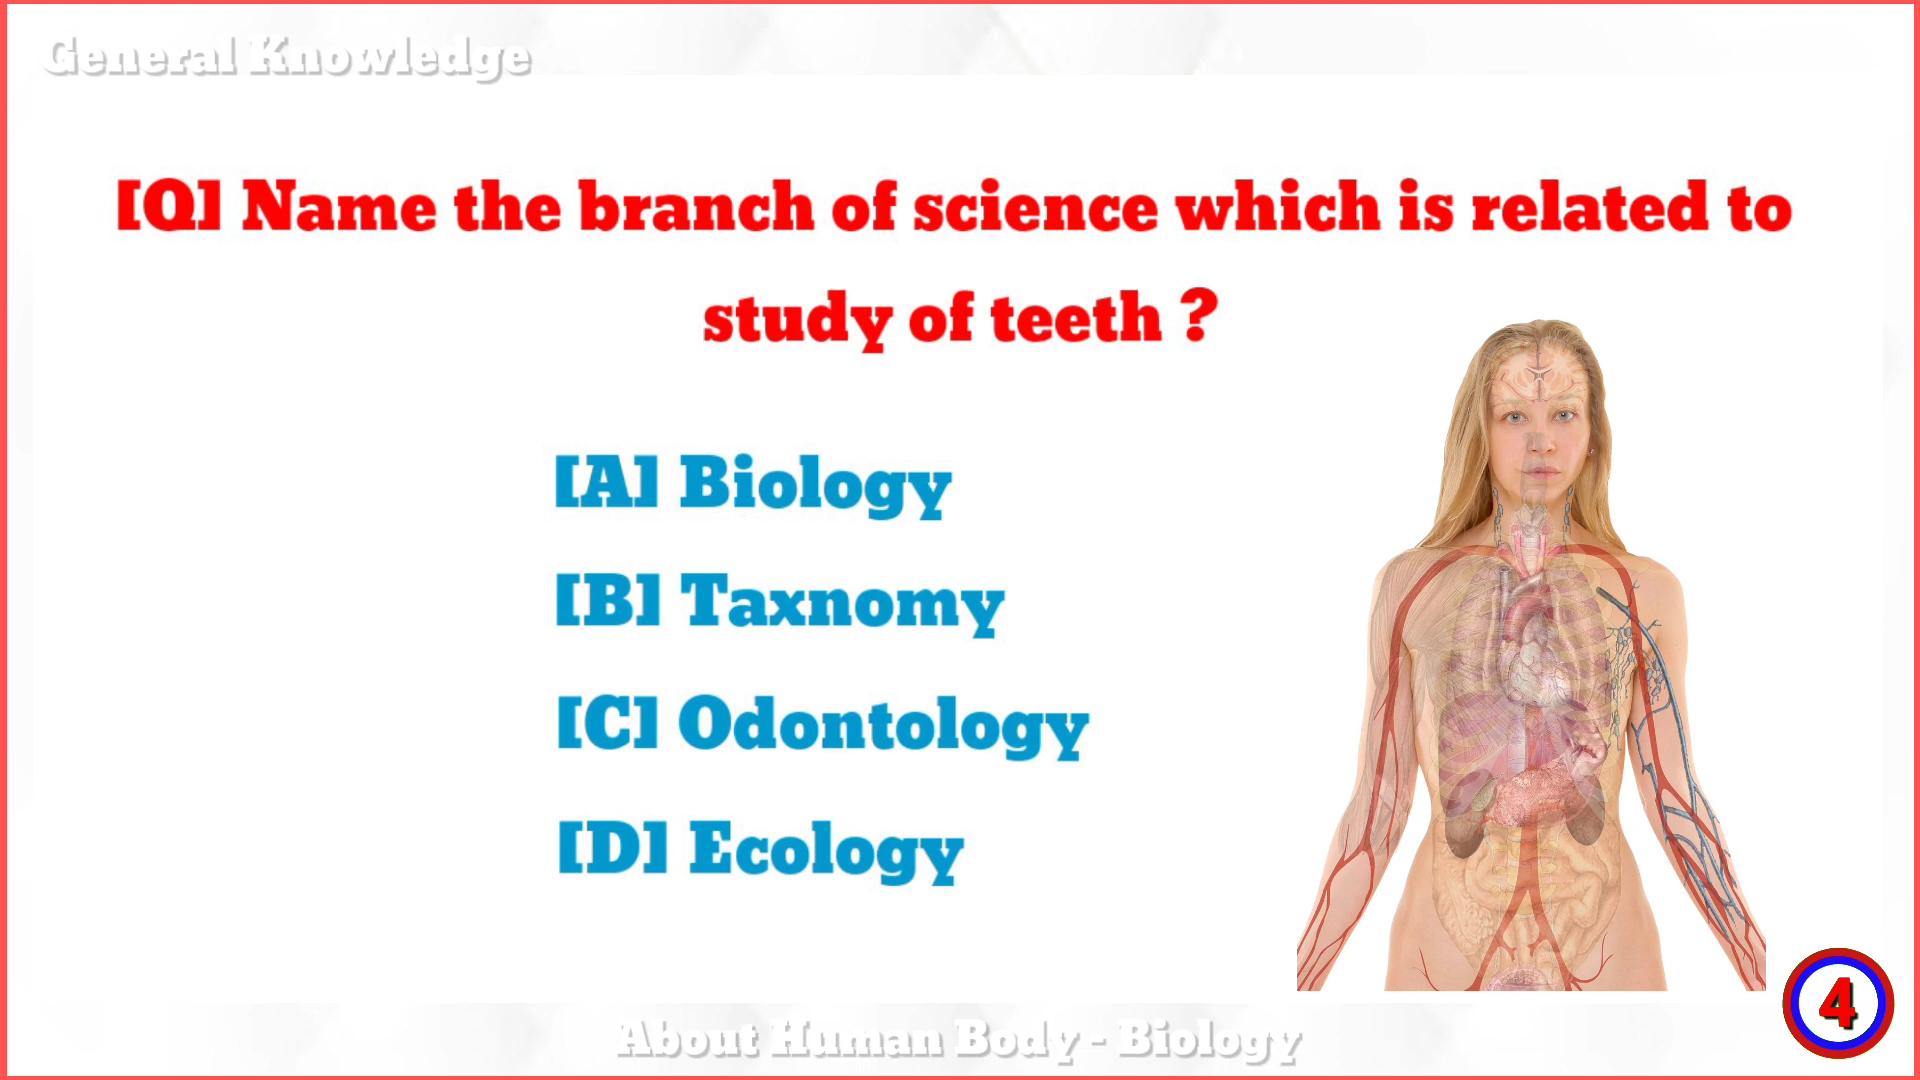 General Knowledge
[Q] Name the branch of science which is related to
study of teeth ?
[A] Biology
[B] Taxnomy
[C] Odontology
[D] Ecology
4
About Human Body - Biology